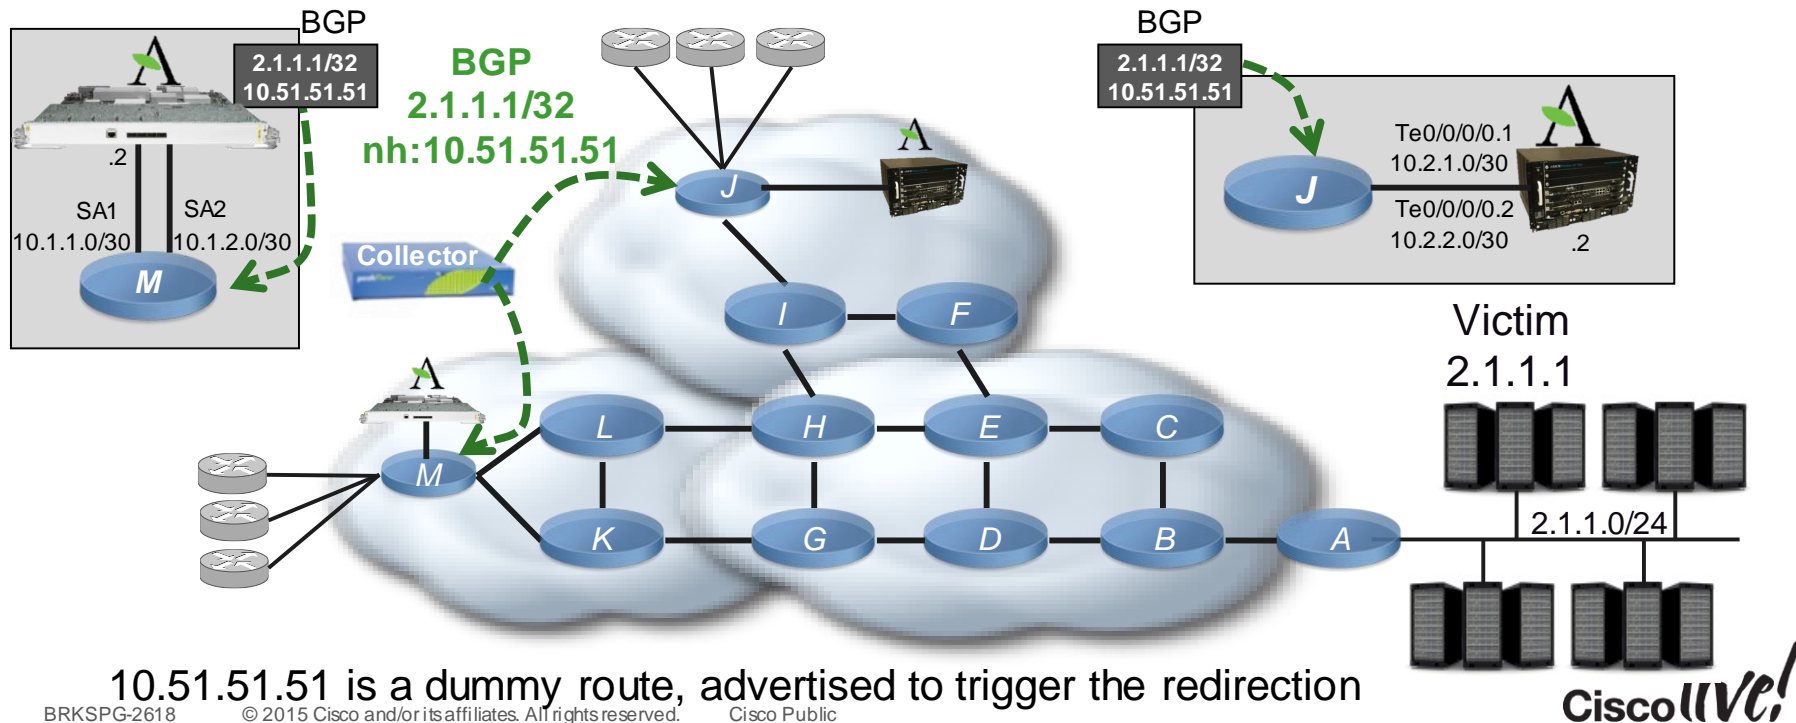 BGP
2.1.1.1/32
10.51.51.51
.2
SA1
SA2
10.1.1.0/30
10.1.2.0/30
M
BGP
2.1.1.1/32
nh:10.51.51.51
Collector
BGP
2.1.1.1/32
10.51.51.51
Te0/0/0/0.1
10.2.1.0/30
J
Te0/0/0/0.2
10.2.2.0/30
.2
A
A
A
J
I
F
A
M
L
H
E
C
K
G
D
B
A
Victim
2.1.1.1
2.1.1.0/24
10.51.51.51 is a dummy route, advertised to trigger the redirection
BRKSPG-2618
© 2015 Cisco and/or its affiliates. All rights reserved.
Cisco Public
Cisco live!